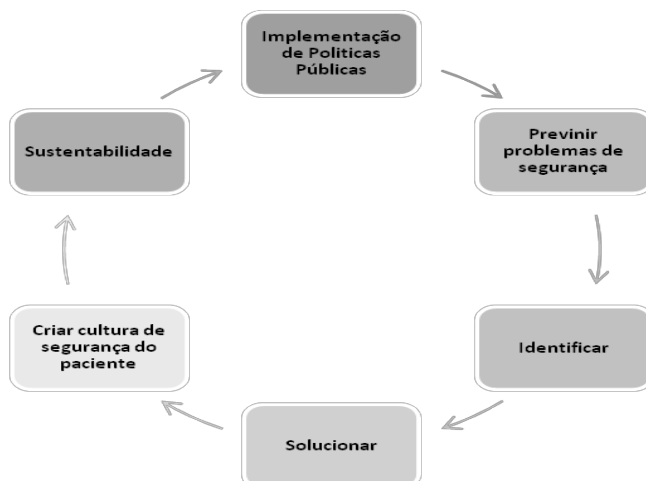 Implementação
de Politicas
Públicas
Previnir
problemas de
segurança
Identificar
Solucionar
Criar cultura de
segurança do
paciente
Sustentabilidade